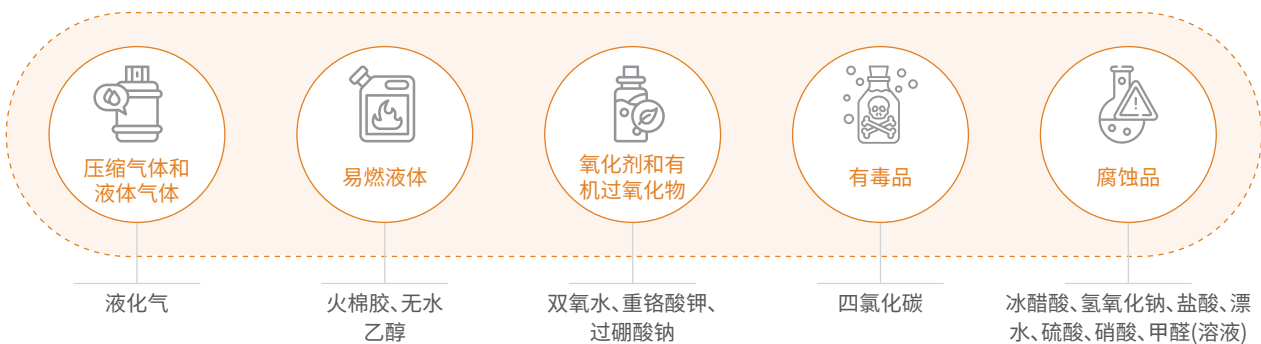 压缩气体和
液体气体
易燃液体
氧化剂和有
机过氧化物
有毒品
腐蚀品
液化气
火棉胶、无水
乙醇
双氧水、重铬酸钾、
过硼酸钠
四氯化碳
冰醋酸、氢氧化钠、盐酸、漂
水、硫酸、硝酸、甲醛(溶液)